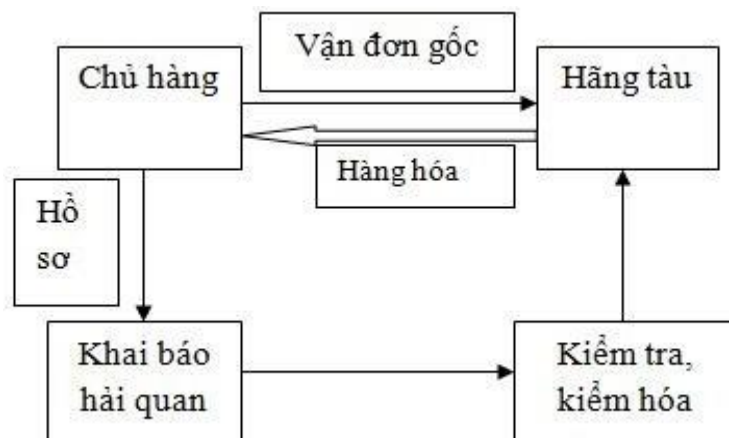 Vận đơn gốc
Chủ hàng
Hãng tàu
Hàng hóa
Hồ
sơ
Khai báo
hải quan
Kiểm tra,
kiểm hóa